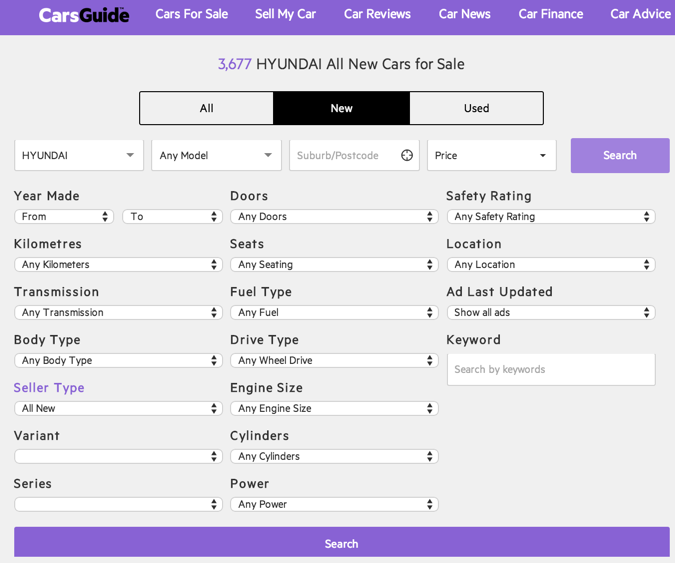 CarsGuide Cars For Sale Sell My Car Car Reviews Car News Car Finance Car Advice
3,677 HYUNDAI All New Cars for Sale
All New Used
HYUNDAI Any Model Suburb/Postcode Price Search
Year Made Doors Safety Rating
From To Any Doors Any Safety Rating
Kilometres Seats Location
Any Kilometers Any Seating Any Location
Transmission Fuel Type Ad Last Updated
Any Transmission Any Fuel Show all ads
Body Type Drive Type Keyword
Any Body Type Any Wheel Drive Search by keywords
Seller Type Engine Size
All New Any Engine Size
Variant Cylinders
Any Cylinders
Series Power
Any Power
Search